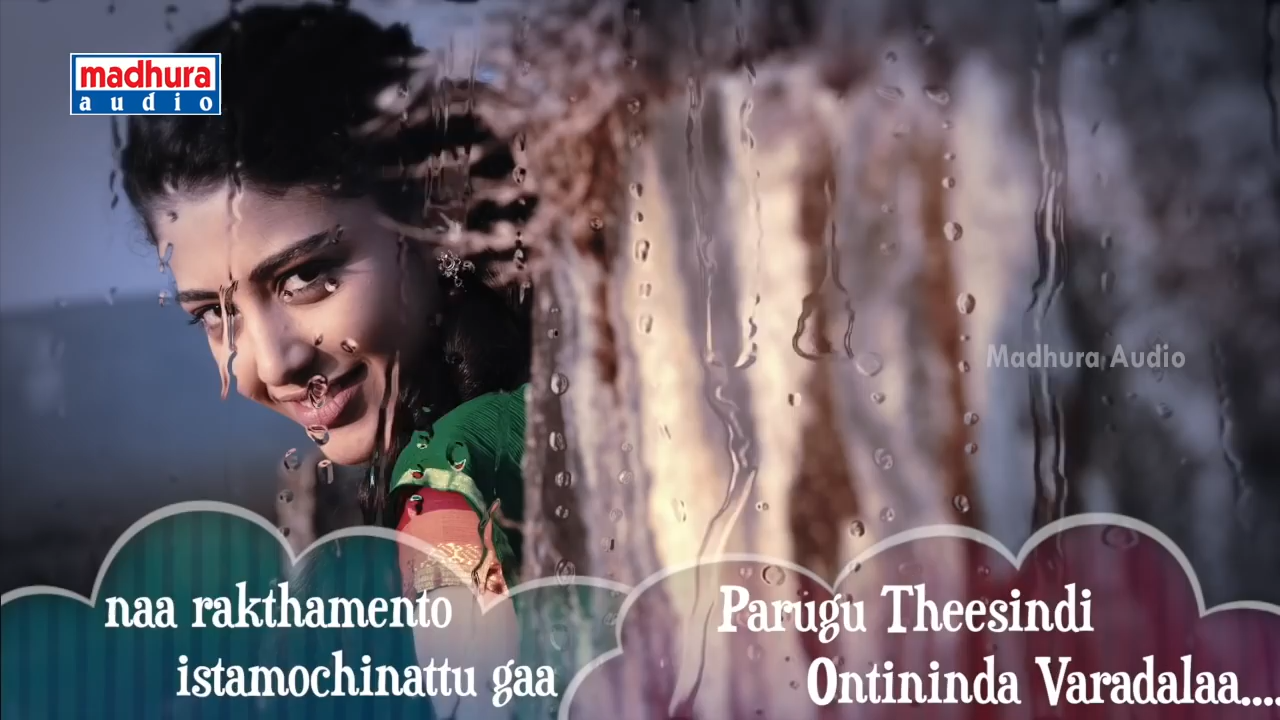 madhura
audio
Madhura Audio
naa rakthamento
istamochinattu gaa
Parugu Theesindi
Ontininda Varadalaa....